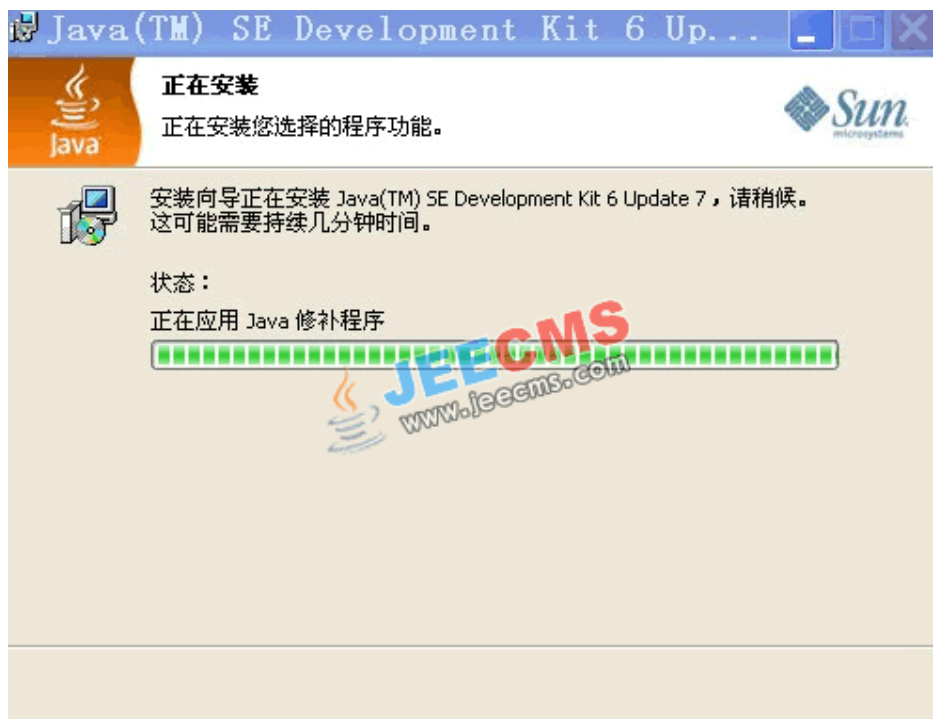 Java(TM) SE Development Kit 6 Up...
Java
正在安装
正在安装您选择的程序功能。
Sun
microsystems
安装向导正在安装 Java(TM) SE Development Kit 6 Update 7，请稍候。
这可能需要持续几分钟时间。
状态：
正在应用 Java 修补程序
JEECMS
www.jeecms.com